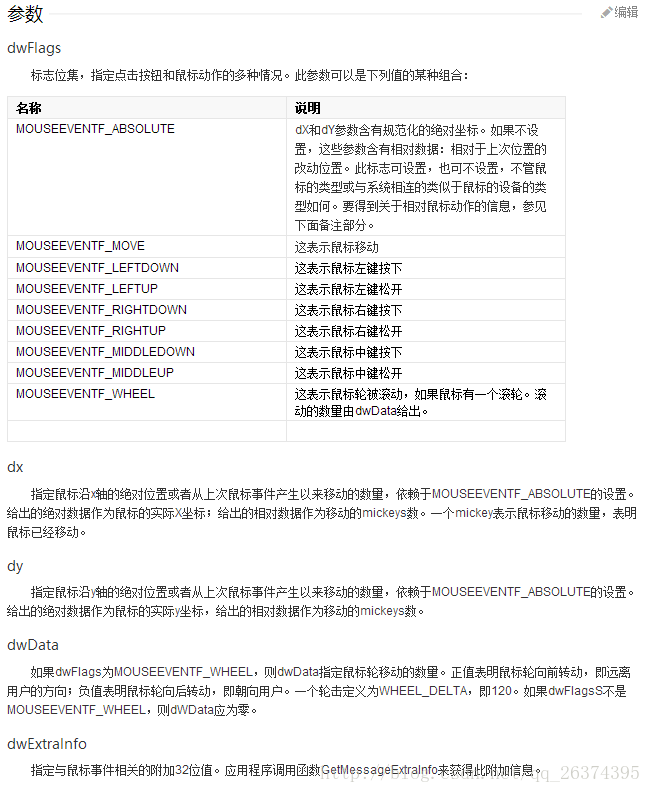 参数
编辑
dwFlags
标志位集，指定点击按钮和鼠标动作的多种情况。此参数可以是下列值的某种组合：
名称 说明
MOUSEEVENTF_ABSOLUTE dX和dY参数含有规范化的绝对坐标。如果不设
置，这些参数含有相对数据：相对于上次位置的
改动位置。此标志可设置，也可不设置，不管鼠
标的类型或与系统相连的类似于鼠标的设备的类
型如何。要得到关于相对鼠标动作的信息，参见
下面备注部分。
MOUSEEVENTF_MOVE 这表示鼠标移动
MOUSEEVENTF_LEFTDOWN 这表示鼠标左键按下
MOUSEEVENTF_LEFTUP 这表示鼠标左键松开
MOUSEEVENTF_RIGHTDOWN 这表示鼠标右键按下
MOUSEEVENTF_RIGHTUP 这表示鼠标右键松开
MOUSEEVENTF_MIDDLEDOWN 这表示鼠标中键按下
MOUSEEVENTF_MIDDLEUP 这表示鼠标中键松开
MOUSEEVENTF_WHEEL 这表示鼠标轮被滚动，如果鼠标有一个滚轮。滚
动的数量由dwData给出。
dx
指定鼠标沿x轴的绝对位置或者从上次鼠标事件产生以来移动的数量，依赖于MOUSEEVENTF_ABSOLUTE的设置。
给出的绝对数据作为鼠标的实际X坐标；给出的相对数据作为移动的mickeys数。一个mickey表示鼠标移动的数量，表明
鼠标已经移动。
dy
指定鼠标沿y轴的绝对位置或者从上次鼠标事件产生以来移动的数量，依赖于MOUSEEVENTF_ABSOLUTE的设置。
给出的绝对数据作为鼠标的实际y坐标，给出的相对数据作为移动的mickeys数。
dwData
如果dwFlags为MOUSEEVENTF_WHEEL，则dwData指定鼠标轮移动的数量。正值表明鼠标轮向前转动，即远离
用户的方向；负值表明鼠标轮向后转动，即朝向用户。一个轮击定义为WHEEL_DELTA，即120。如果dwFlagsS不是
MOUSEEVENTF_WHEEL，则dWData应为零。
dwExtraInfo
指定与鼠标事件相关的附加32位值。应用程序调用函数GetMessageExtraInfo来获得此附加信息。
http://blog.csdn.net/qq_26374395